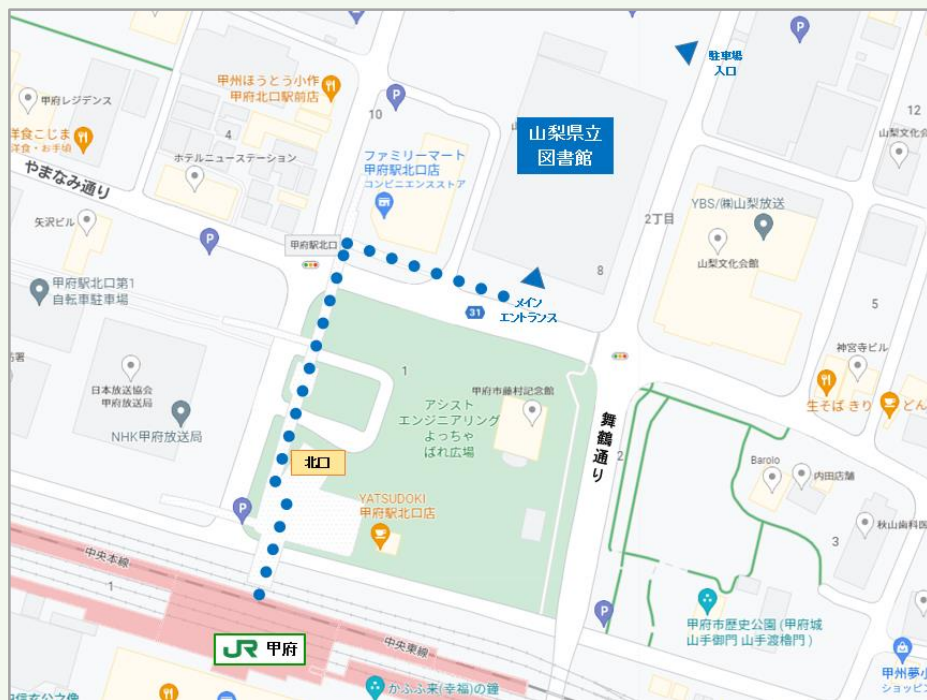 P
P
駐車場
入口
甲州ほうとう小作
甲府北口駅前店
P
甲府レジデンス
10
12
山梨県立
図書館
洋食こじま
洋食・お手頃
4
ファミリーマート
甲府駅北口店
コンビニエンスストア
山梨文化会
ホテルニューステーション
やまなみ通り
YBS/㈱山梨放送
2丁目
矢沢ビル
P
甲府駅北口
山梨文化会館
8
甲府駅北口第1
自転車駐車場
メイン
エントランス
31
5
神宮寺ビル
1
日本放送協会
甲府放送局
甲府市藤村記念館
アシスト
エンジニアリング
よっちゃ
ばれ広場
生そば きり
どん
NHK甲府放送局
舞鶴通り
2
北口
Barolo
内田店舗
YATSUDOKI
甲府駅北口店
P
秋山歯科医
3
中央本線
1
P
甲府市歴史公園 (甲府城
山手御門 山手渡櫓門)
JR 甲府
中央東線
甲州夢小
ショッピン
かふふ来(幸福)の鐘